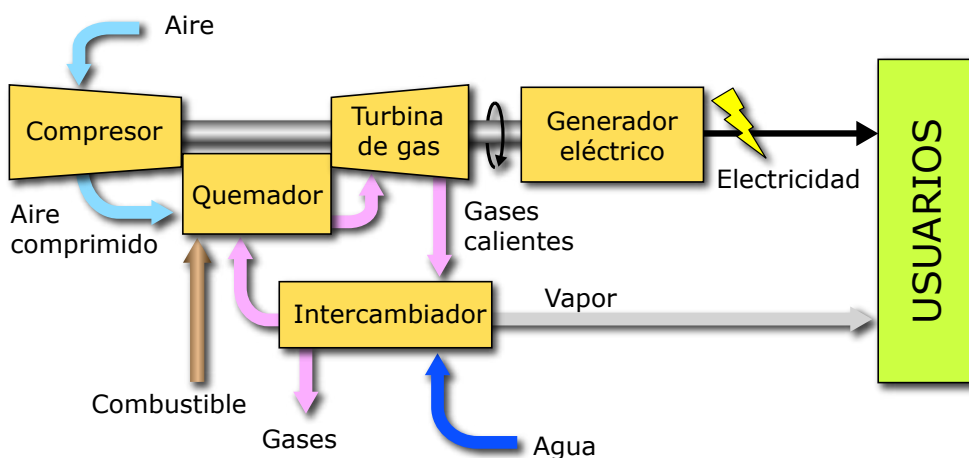 Aire
Compresor
Turbina
de gas
Generador
eléctrico
Electricidad
USUARIOS
Quemador
Aire
comprimido
Gases
calientes
Intercambiador
Vapor
Combustible
Gases
Agua